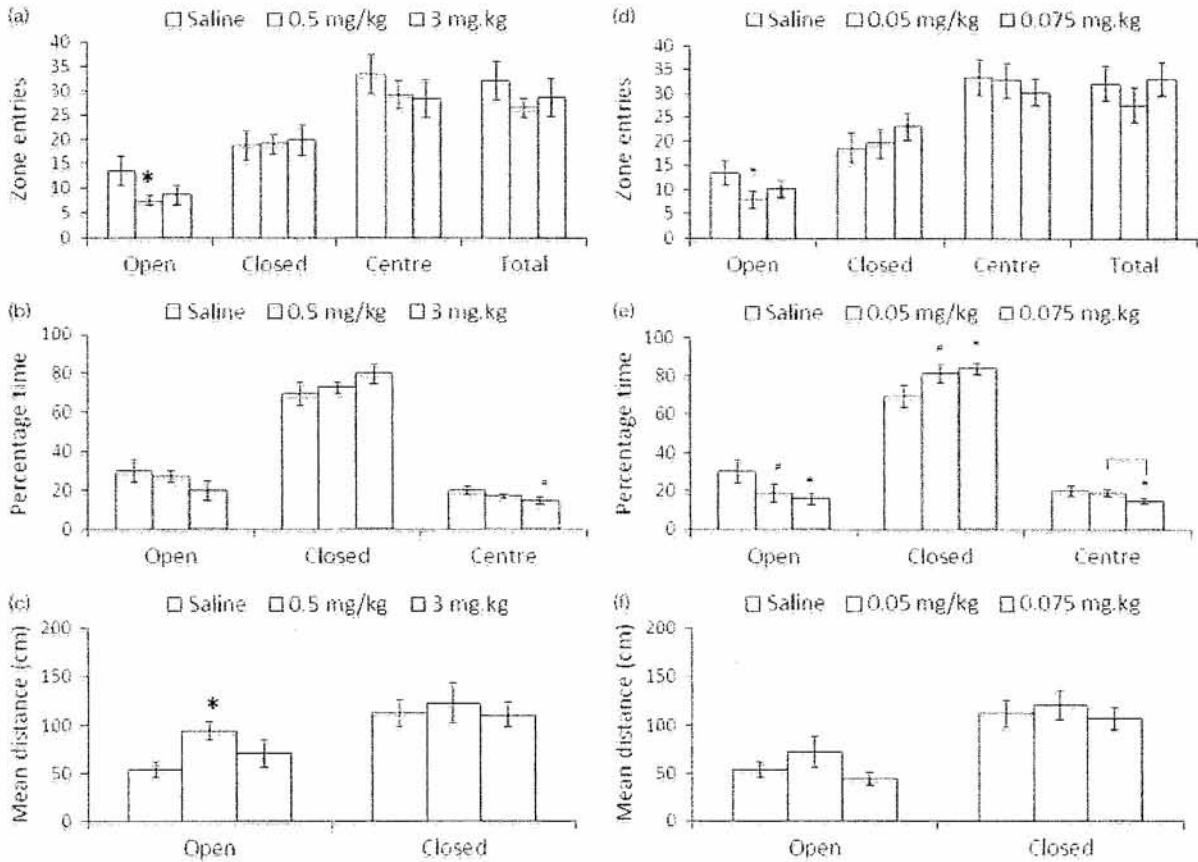 (a)
Saline 0.5 mg/kg 3 mg.kg
Zone entries
40
35
30
25
20
15
10
5
0
*
Open Closed Centre Total
(d)
Saline 0.05 mg/kg 0.075 mg.kg
Zone entries
40
35
30
25
20
15
10
5
0
*
Open Closed Centre Total
(b)
Saline 0.5 mg/kg 3 mg.kg
Percentage time
100
80
60
40
20
0
#
Open Closed Centre
(e)
Saline 0.05 mg/kg 0.075 mg.kg
Percentage time
100
80
60
40
20
0
# *
# *
*
Open Closed Centre
(c)
Saline 0.5 mg/kg 3 mg.kg
Mean distance (cm)
200
150
100
50
0
*
Open Closed
(f)
Saline 0.05 mg/kg 0.075 mg.kg
Mean distance (cm)
200
150
100
50
0
Open Closed